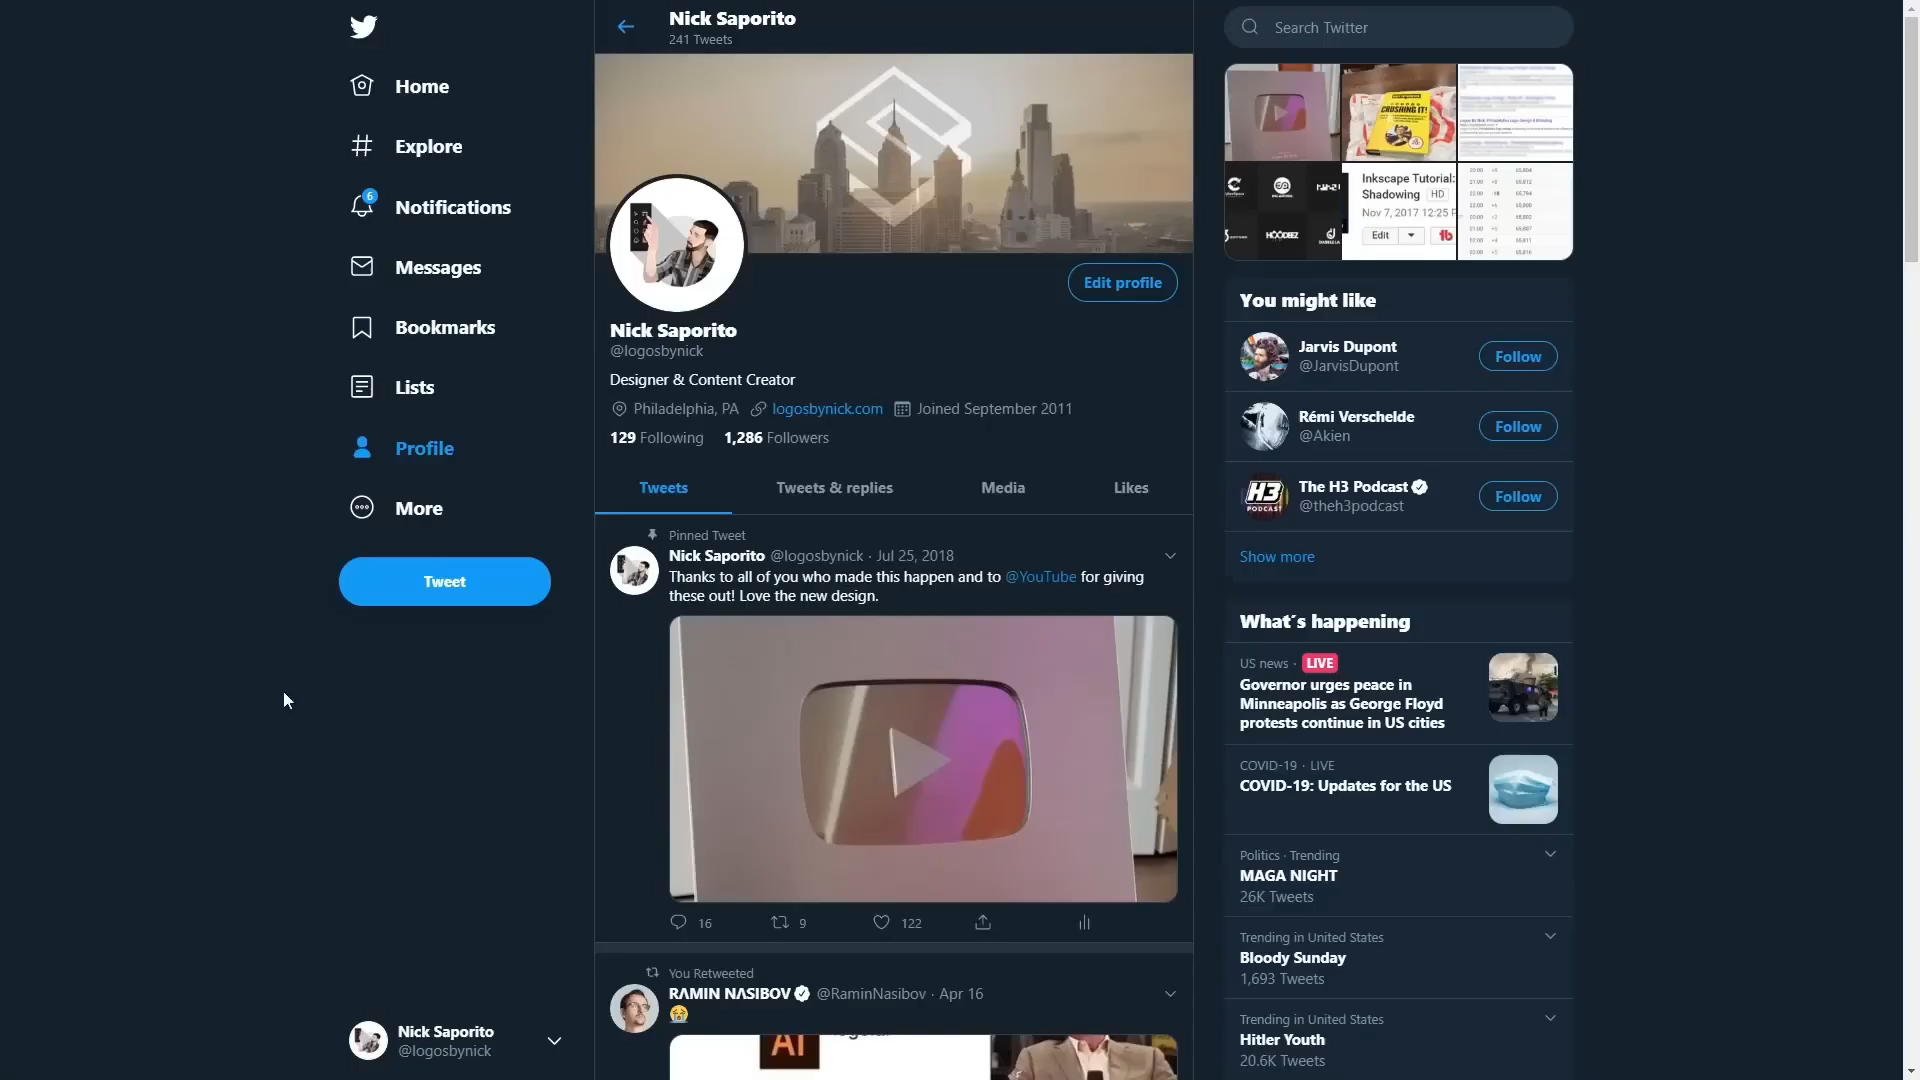 Home
Explore
6
Notifications
Messages
Bookmarks
Lists
Profile
More
Tweet
Nick Saporito
@logosbynick
Nick Saporito
241 Tweets
Edit profile
Nick Saporito
@logosbynick
Designer & Content Creator
Philadelphia, PA logosbynick.com Joined September 2011
129 Following 1,286 Followers
Tweets Tweets & replies Media Likes
Pinned Tweet
Nick Saporito @logosbynick · Jul 25, 2018
Thanks to all of you who made this happen and to @YouTube for giving
these out! Love the new design.
16 9 122
You Retweeted
RΛMIN NΛSIBOV @RaminNasibov · Apr 16
😭
Ai
Search Twitter
CRUSHING IT!
HOODEEZ
Inkscape Tutorial:
Shadowing HD
Nov 7, 2017 12:25 P
Edit
tb
You might like
Jarvis Dupont
@JarvisDupont
Follow
Rémi Verschelde
@Akien
Follow
H3
PODCAST
The H3 Podcast
@theh3podcast
Follow
Show more
What´s happening
US news · LIVE
Governor urges peace in
Minneapolis as George Floyd
protests continue in US cities
COVID-19 · LIVE
COVID-19: Updates for the US
Politics · Trending
MAGA NIGHT
26K Tweets
Trending in United States
Bloody Sunday
1,693 Tweets
Trending in United States
Hitler Youth
20.6K Tweets